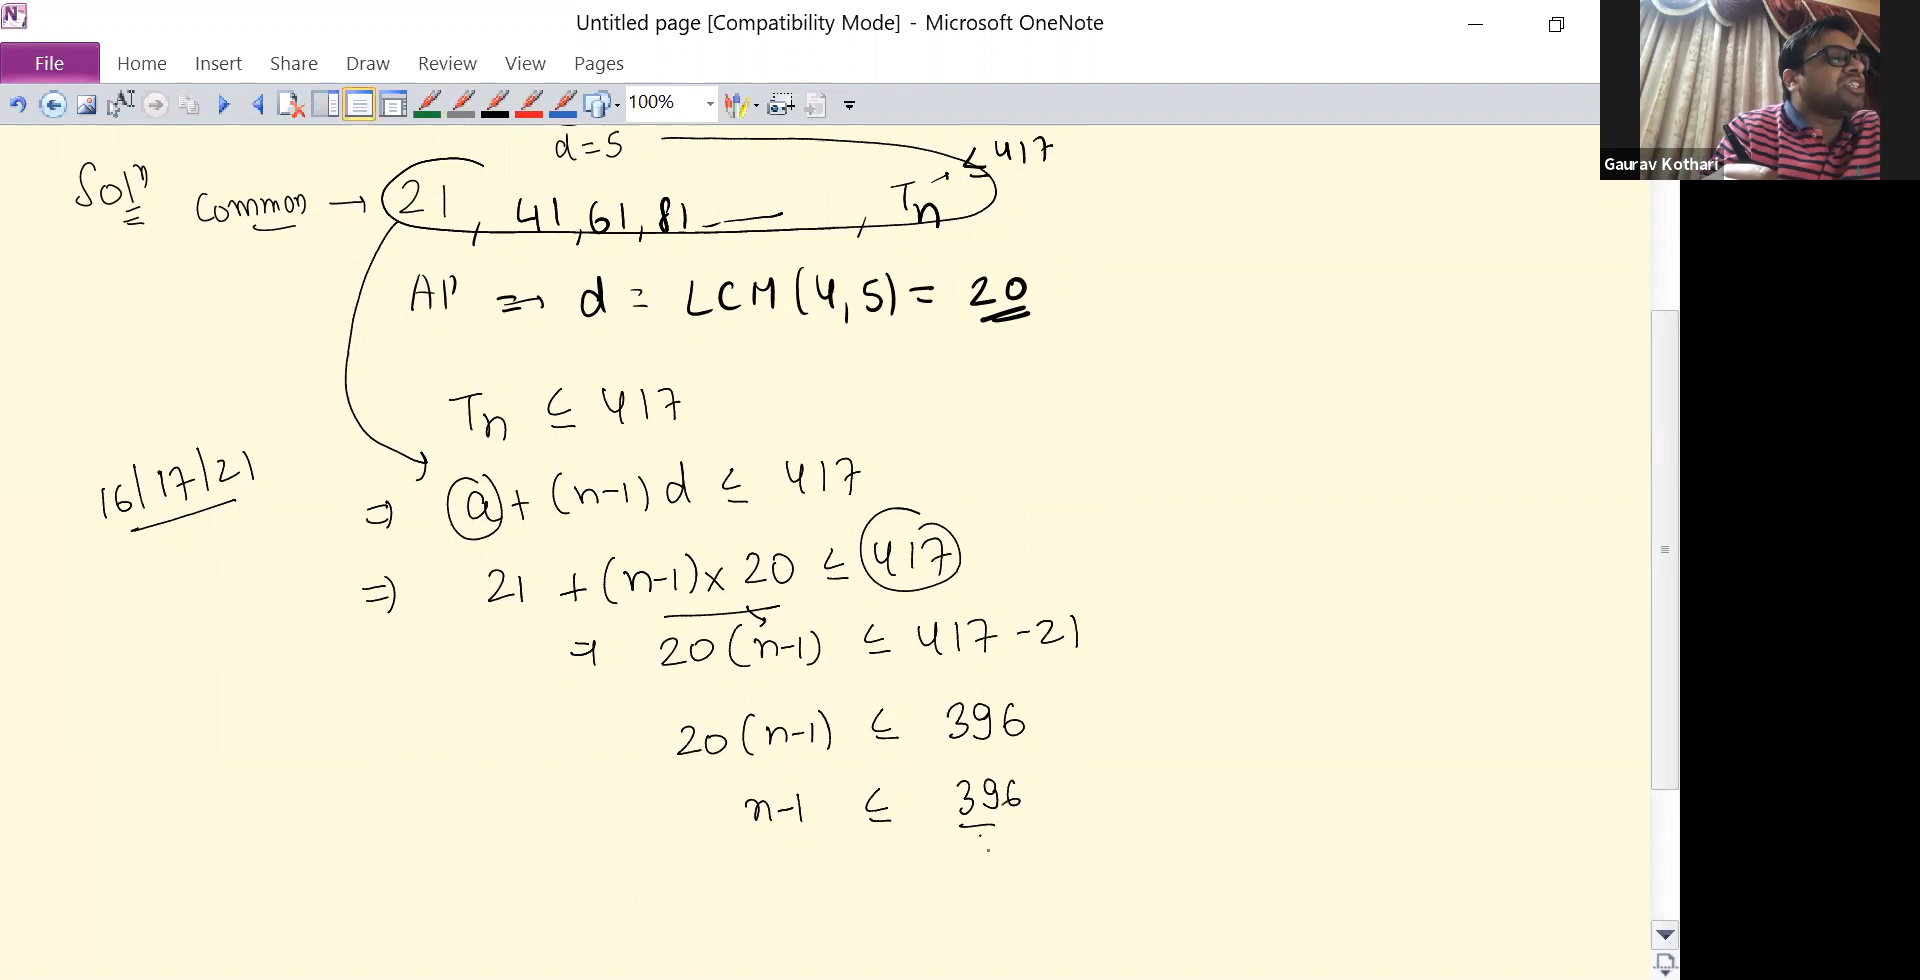 Untitled page [Compatibility Mode] - Microsoft OneNote
File Home Insert Share Draw Review View Pages
100%
Gaurav Kothari
d=5
≤ 417
Solⁿ Common → 21, 41, 61, 81 —, Tn
AP ⇒ d = LCM (4,5) = 20
Tn ≤ 417
16/17/21
⇒ a + (n-1) d ≤ 417
⇒ 21 + (n-1) × 20 ≤ 417
⇒ 20 (n-1) ≤ 417 - 21
20 (n-1) ≤ 396
n-1 ≤ 396